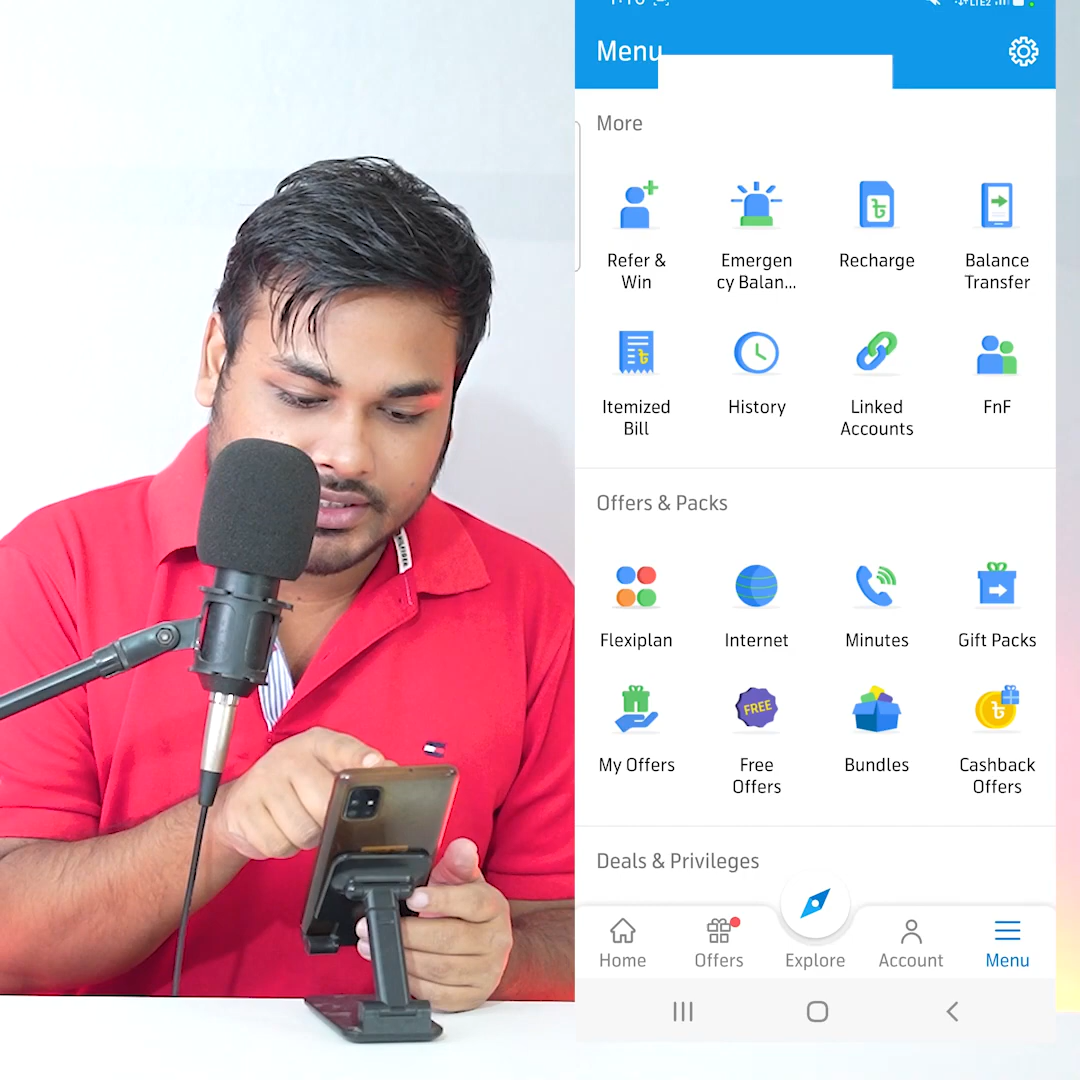 Menu
More
Refer &
Win
Emergen
cy Balan...
Recharge
Balance
Transfer
Itemized
Bill
History
Linked
Accounts
FnF
Offers & Packs
Flexiplan
Internet
Minutes
Gift Packs
My Offers
FREE
Free
Offers
Bundles
Cashback
Offers
Deals & Privileges
Home
Offers
Explore
Account
Menu
HILFIGER